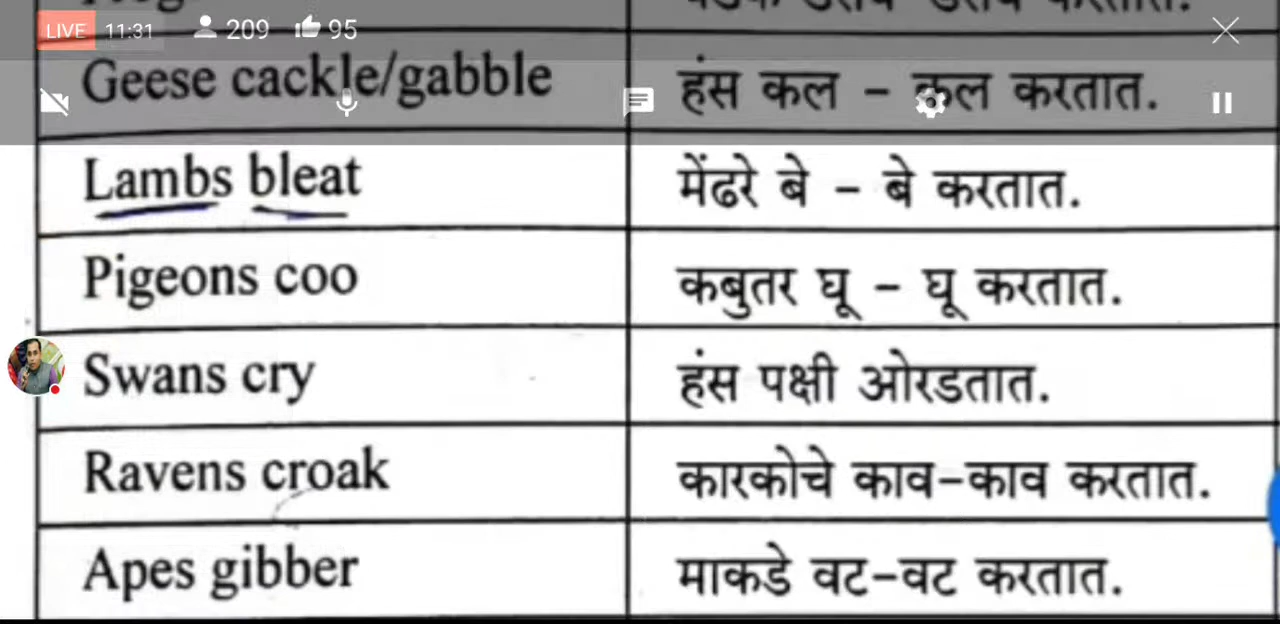 LIVE 11:31 209 95
Geese cackle/gabble हंस कल - कल करतात.
Lambs bleat मेंढरे बे - बे करतात.
Pigeons coo कबुतर घू - घू करतात.
Swans cry हंस पक्षी ओरडतात.
Ravens croak कारकोचे काव-काव करतात.
Apes gibber माकडे वट-वट करतात.